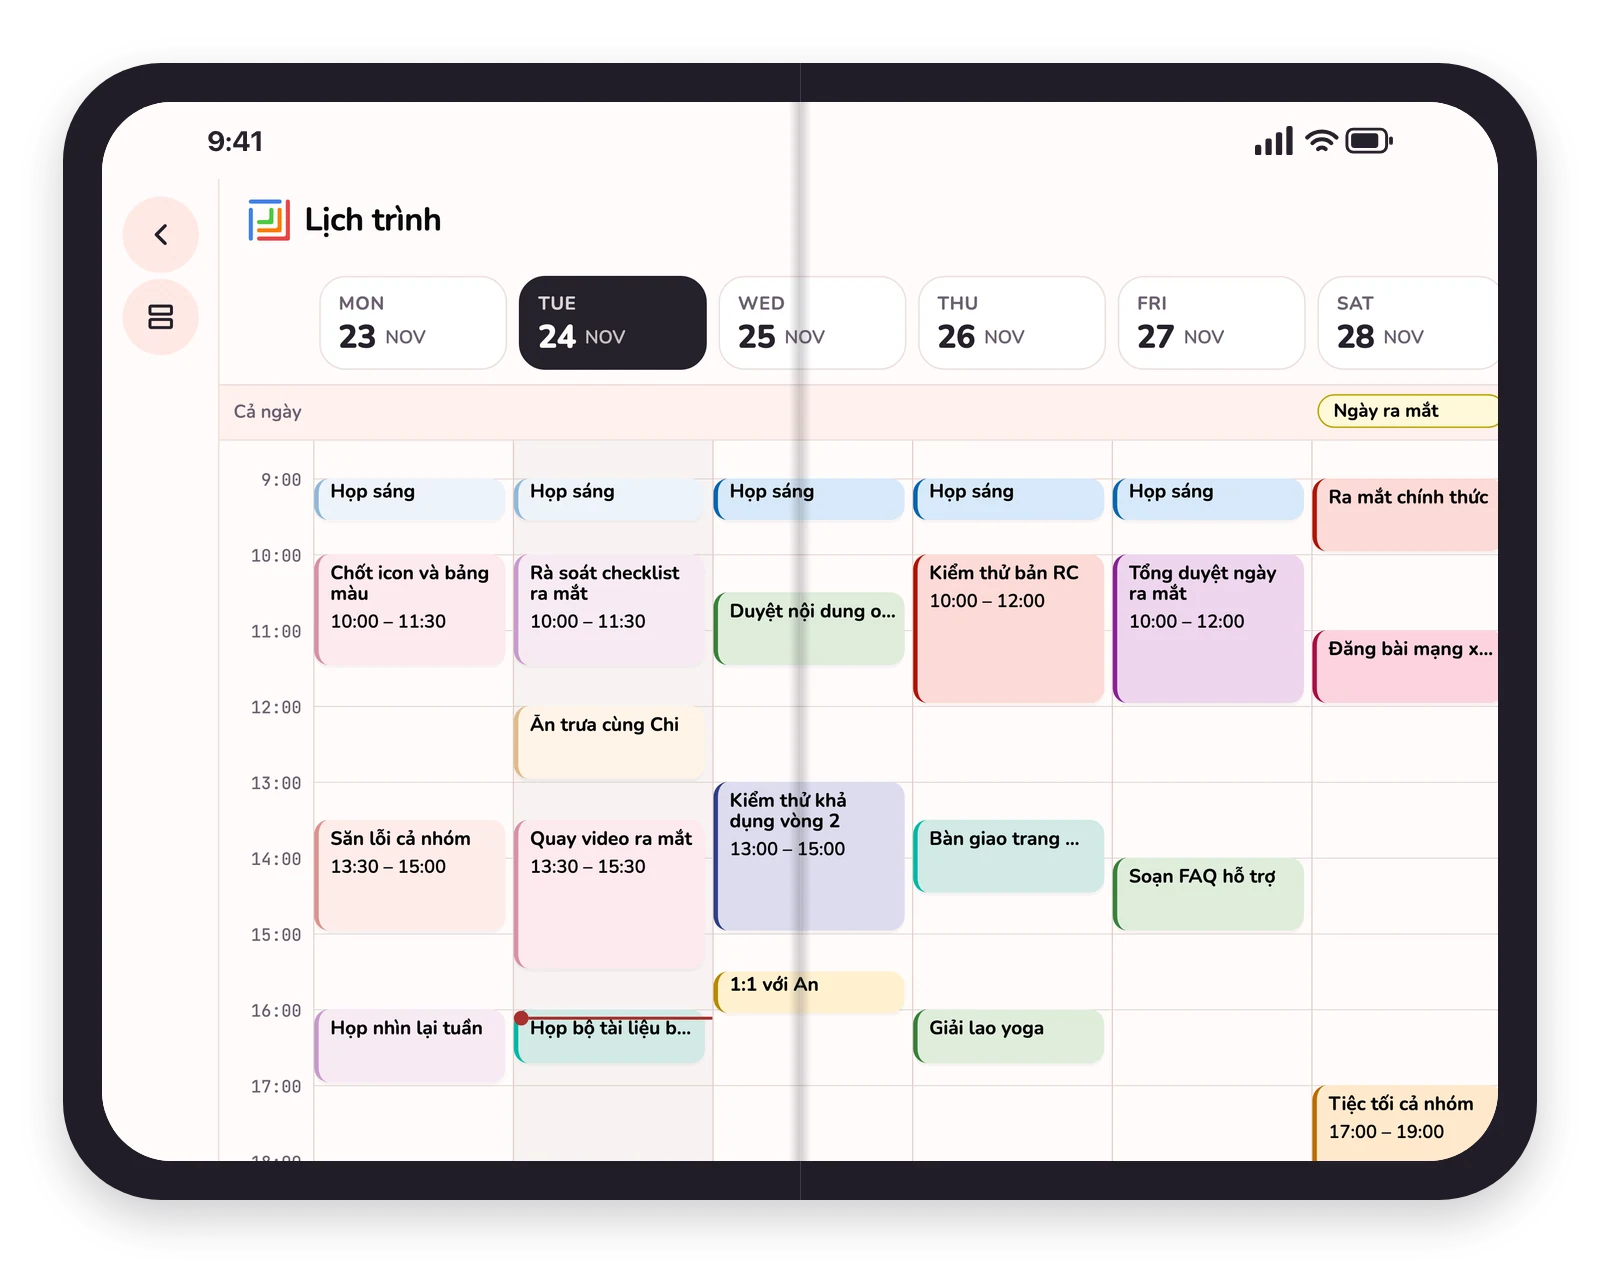 9:41
Lịch trình
MON
23 NOV
TUE
24 NOV
WED
25 NOV
THU
26 NOV
FRI
27 NOV
SAT
28 NOV
Cả ngày
Ngày ra mắt
9:00
10:00
11:00
12:00
13:00
14:00
15:00
16:00
17:00
18:00
Họp sáng
Chốt icon và bảng
màu
10:00 – 11:30
Săn lỗi cả nhóm
13:30 – 15:00
Họp nhìn lại tuần
Họp sáng
Rà soát checklist
ra mắt
10:00 – 11:30
Ăn trưa cùng Chi
Quay video ra mắt
13:30 – 15:30
Họp bộ tài liệu b...
Họp sáng
Duyệt nội dung o...
Kiểm thử khả
dụng vòng 2
13:00 – 15:00
1:1 với An
Họp sáng
Kiểm thử bản RC
10:00 – 12:00
Bàn giao trang ...
Giải lao yoga
Họp sáng
Tổng duyệt ngày
ra mắt
10:00 – 12:00
Soạn FAQ hỗ trợ
Ra mắt chính thức
Đăng bài mạng x...
Tiệc tối cả nhóm
17:00 – 19:00